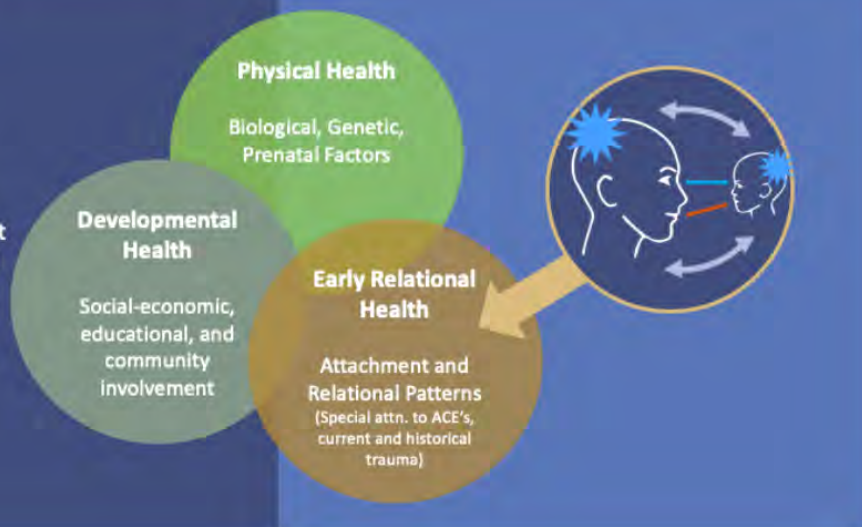 Physical Health
Biological, Genetic,
Prenatal Factors
Developmental
Health
Social-economic,
educational, and
community
involvement
Early Relational
Health
Attachment and
Relational Patterns
(Special attn. to ACE's,
current and historical
trauma)